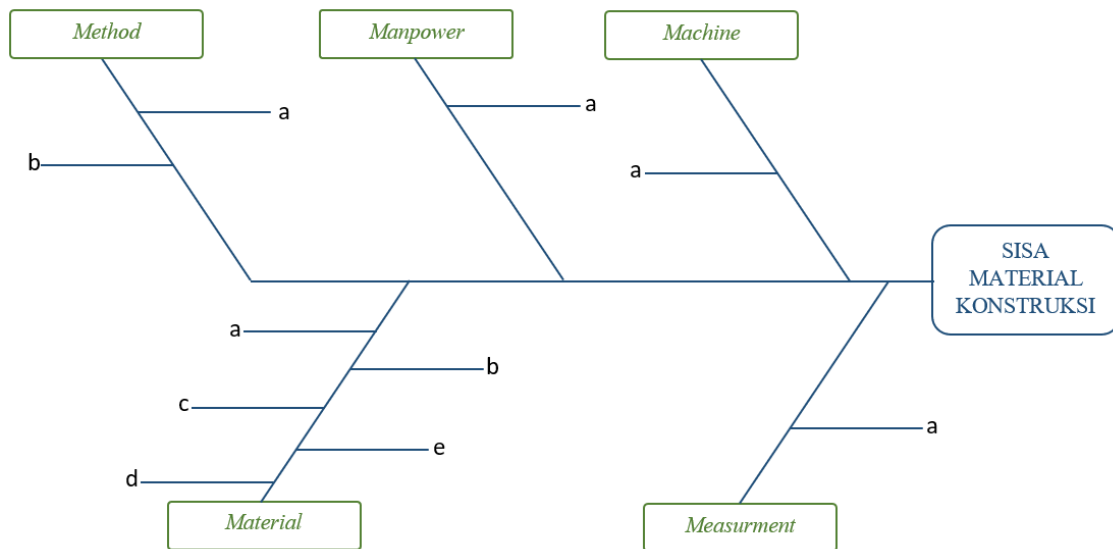 Method
Manpower
Machine
a
a
b
a
SISA
MATERIAL
KONSTRUKSI
a
b
c
a
e
d
Material
Measurment